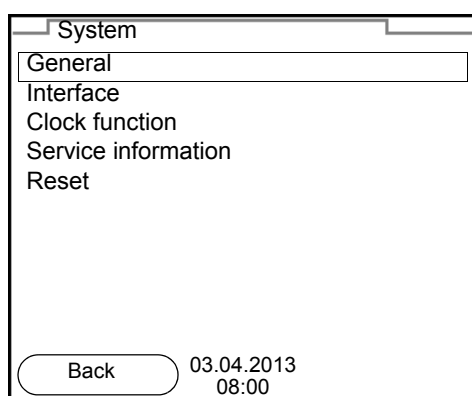 System
General
Interface
Clock function
Service information
Reset
Back
03.04.2013
08:00